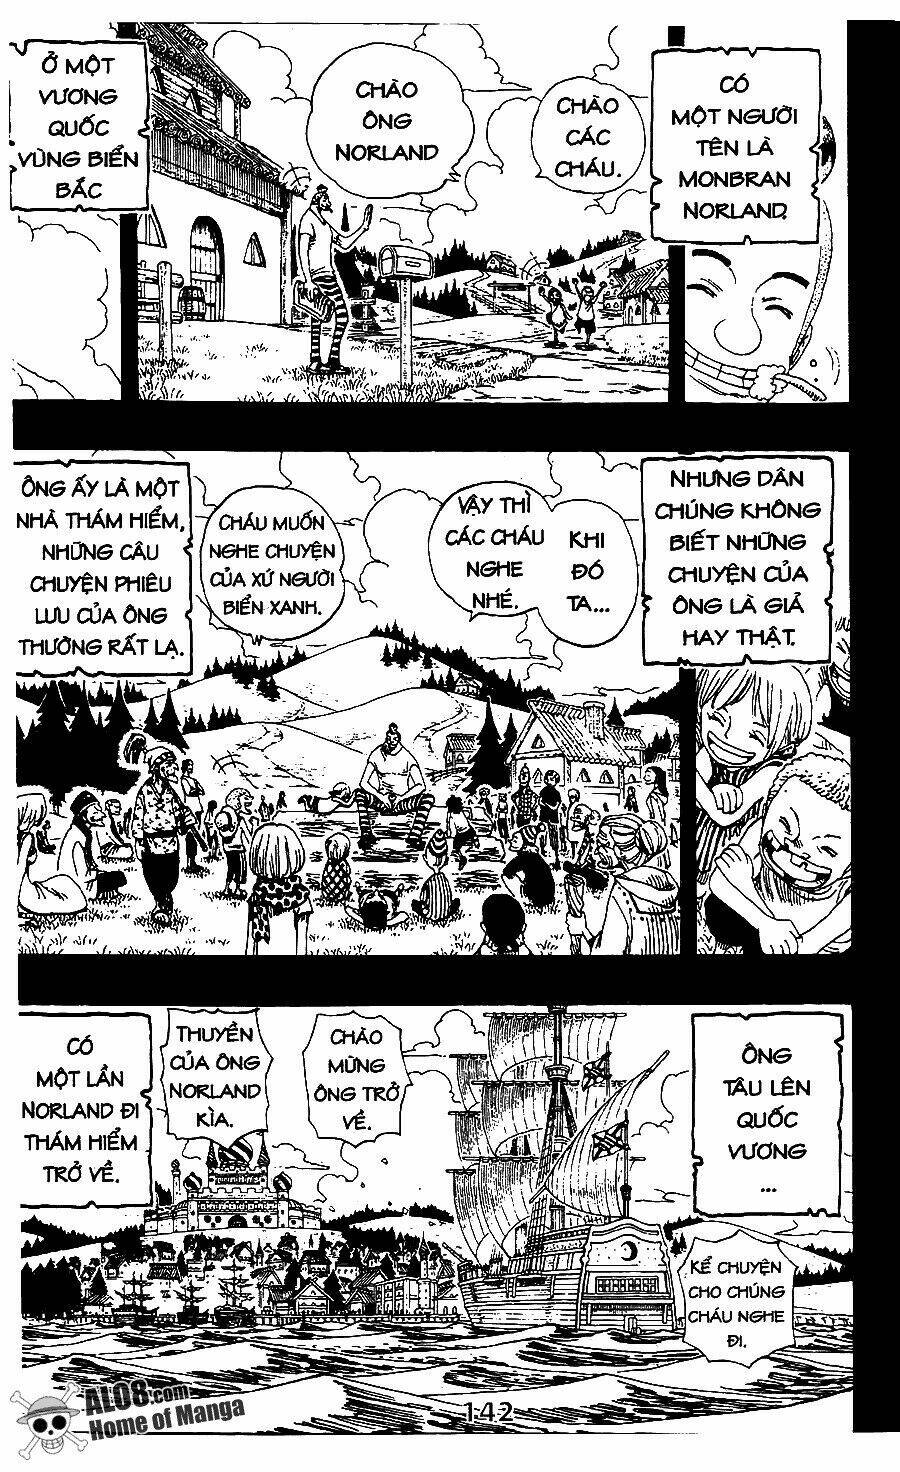 Ở MỘT
VƯƠNG
QUỐC
VÙNG BIỂN
BẮC
CHÀO
ÔNG
NORLAND
CHÀO
CÁC
CHÁU.
CÓ
MỘT NGƯỜI
TÊN LÀ
MONBRAN
NORLAND.
ÔNG ẤY LÀ MỘT
NHÀ THÁM HIỂM,
NHỮNG CÂU
CHUYỆN PHIÊU
LƯU CỦA ÔNG
THƯỜNG RẤT LẠ.
CHÁU MUỐN
NGHE CHUYỆN
CỦA XỨ NGƯỜI
BIỂN XANH.
VẬY THÌ
CÁC CHÁU
NGHE
NHÉ.
KHI
ĐÓ
TA...
NHƯNG DÂN
CHÚNG KHÔNG
BIẾT NHỮNG
CHUYỆN CỦA
ÔNG LÀ GIẢ
HAY THẬT.
CÓ
MỘT LẦN
NORLAND ĐI
THÁM HIỂM
TRỞ VỀ.
THUYỀN
CỦA ÔNG
NORLAND
KÌA.
CHÀO
MỪNG
ÔNG TRỞ
VỀ.
ÔNG
TÂU LÊN
QUỐC
VƯƠNG
...
KỂ CHUYỆN
CHO CHÚNG
CHÁU NGHE
ĐI.
ALO8.com
Home of Manga
142